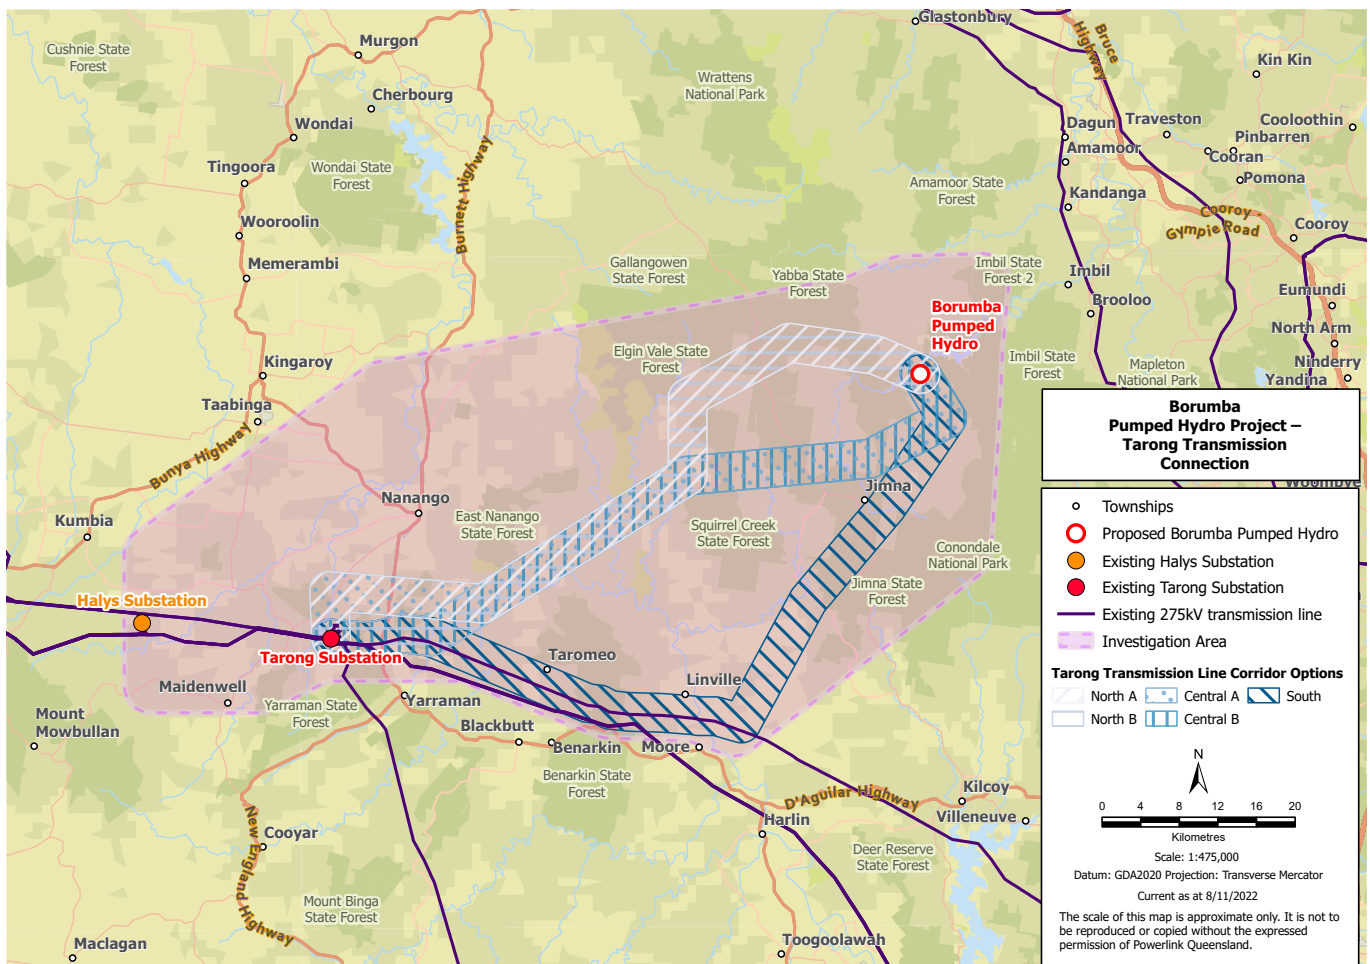 Glastonbury
Bruce
Highway
Murgon
Cushnie State
Forest
Kin Kin
Wrattens
National Park
Cherbourg
Wondai
Dagun
Traveston
Cooloothin
Pinbarren
Amamoor
Cooran
Tingoora
Wondai State
Forest
Burnett Highway
Pomona
Amamoor State
Forest
Kandanga
Wooroolin
Cooroy -
Gympie Road
Cooroy
Memerambi
Gallangowen
State Forest
Yabba State
Forest
Imbil State
Forest 2
Imbil
Eumundi
Brooloo
Borumba
Pumped
Hydro
North Arm
Kingaroy
Elgin Vale State
Forest
Imbil State
Forest
Mapleton
National Park
Ninderry
Yandina
Taabinga
Bunya Highway
Borumba
Pumped Hydro Project –
Tarong Transmission
Connection
Woombye
Nanango
Jimna
Kumbia
East Nanango
State Forest
Squirrel Creek
State Forest
Conondale
National Park
Jimna State
Forest
Halys Substation
Tarong Substation
Taromeo
Linville
Maidenwell
Yarraman State
Forest
Yarraman
Mount
Mowbullan
Blackbutt
Benarkin
Moore
Benarkin State
Forest
D'Aguilar Highway
Kilcoy
Villeneuve
Harlin
New England Highway
Cooyar
Deer Reserve
State Forest
Mount Binga
State Forest
Maclagan
Toogoolawah
Townships
Proposed Borumba Pumped Hydro
Existing Halys Substation
Existing Tarong Substation
Existing 275kV transmission line
Investigation Area
Tarong Transmission Line Corridor Options
North A
Central A
South
North B
Central B
N
0 4 8 12 16 20
Kilometres
Scale: 1:475,000
Datum: GDA2020 Projection: Transverse Mercator
Current as at 8/11/2022
The scale of this map is approximate only. It is not to
be reproduced or copied without the expressed
permission of Powerlink Queensland.